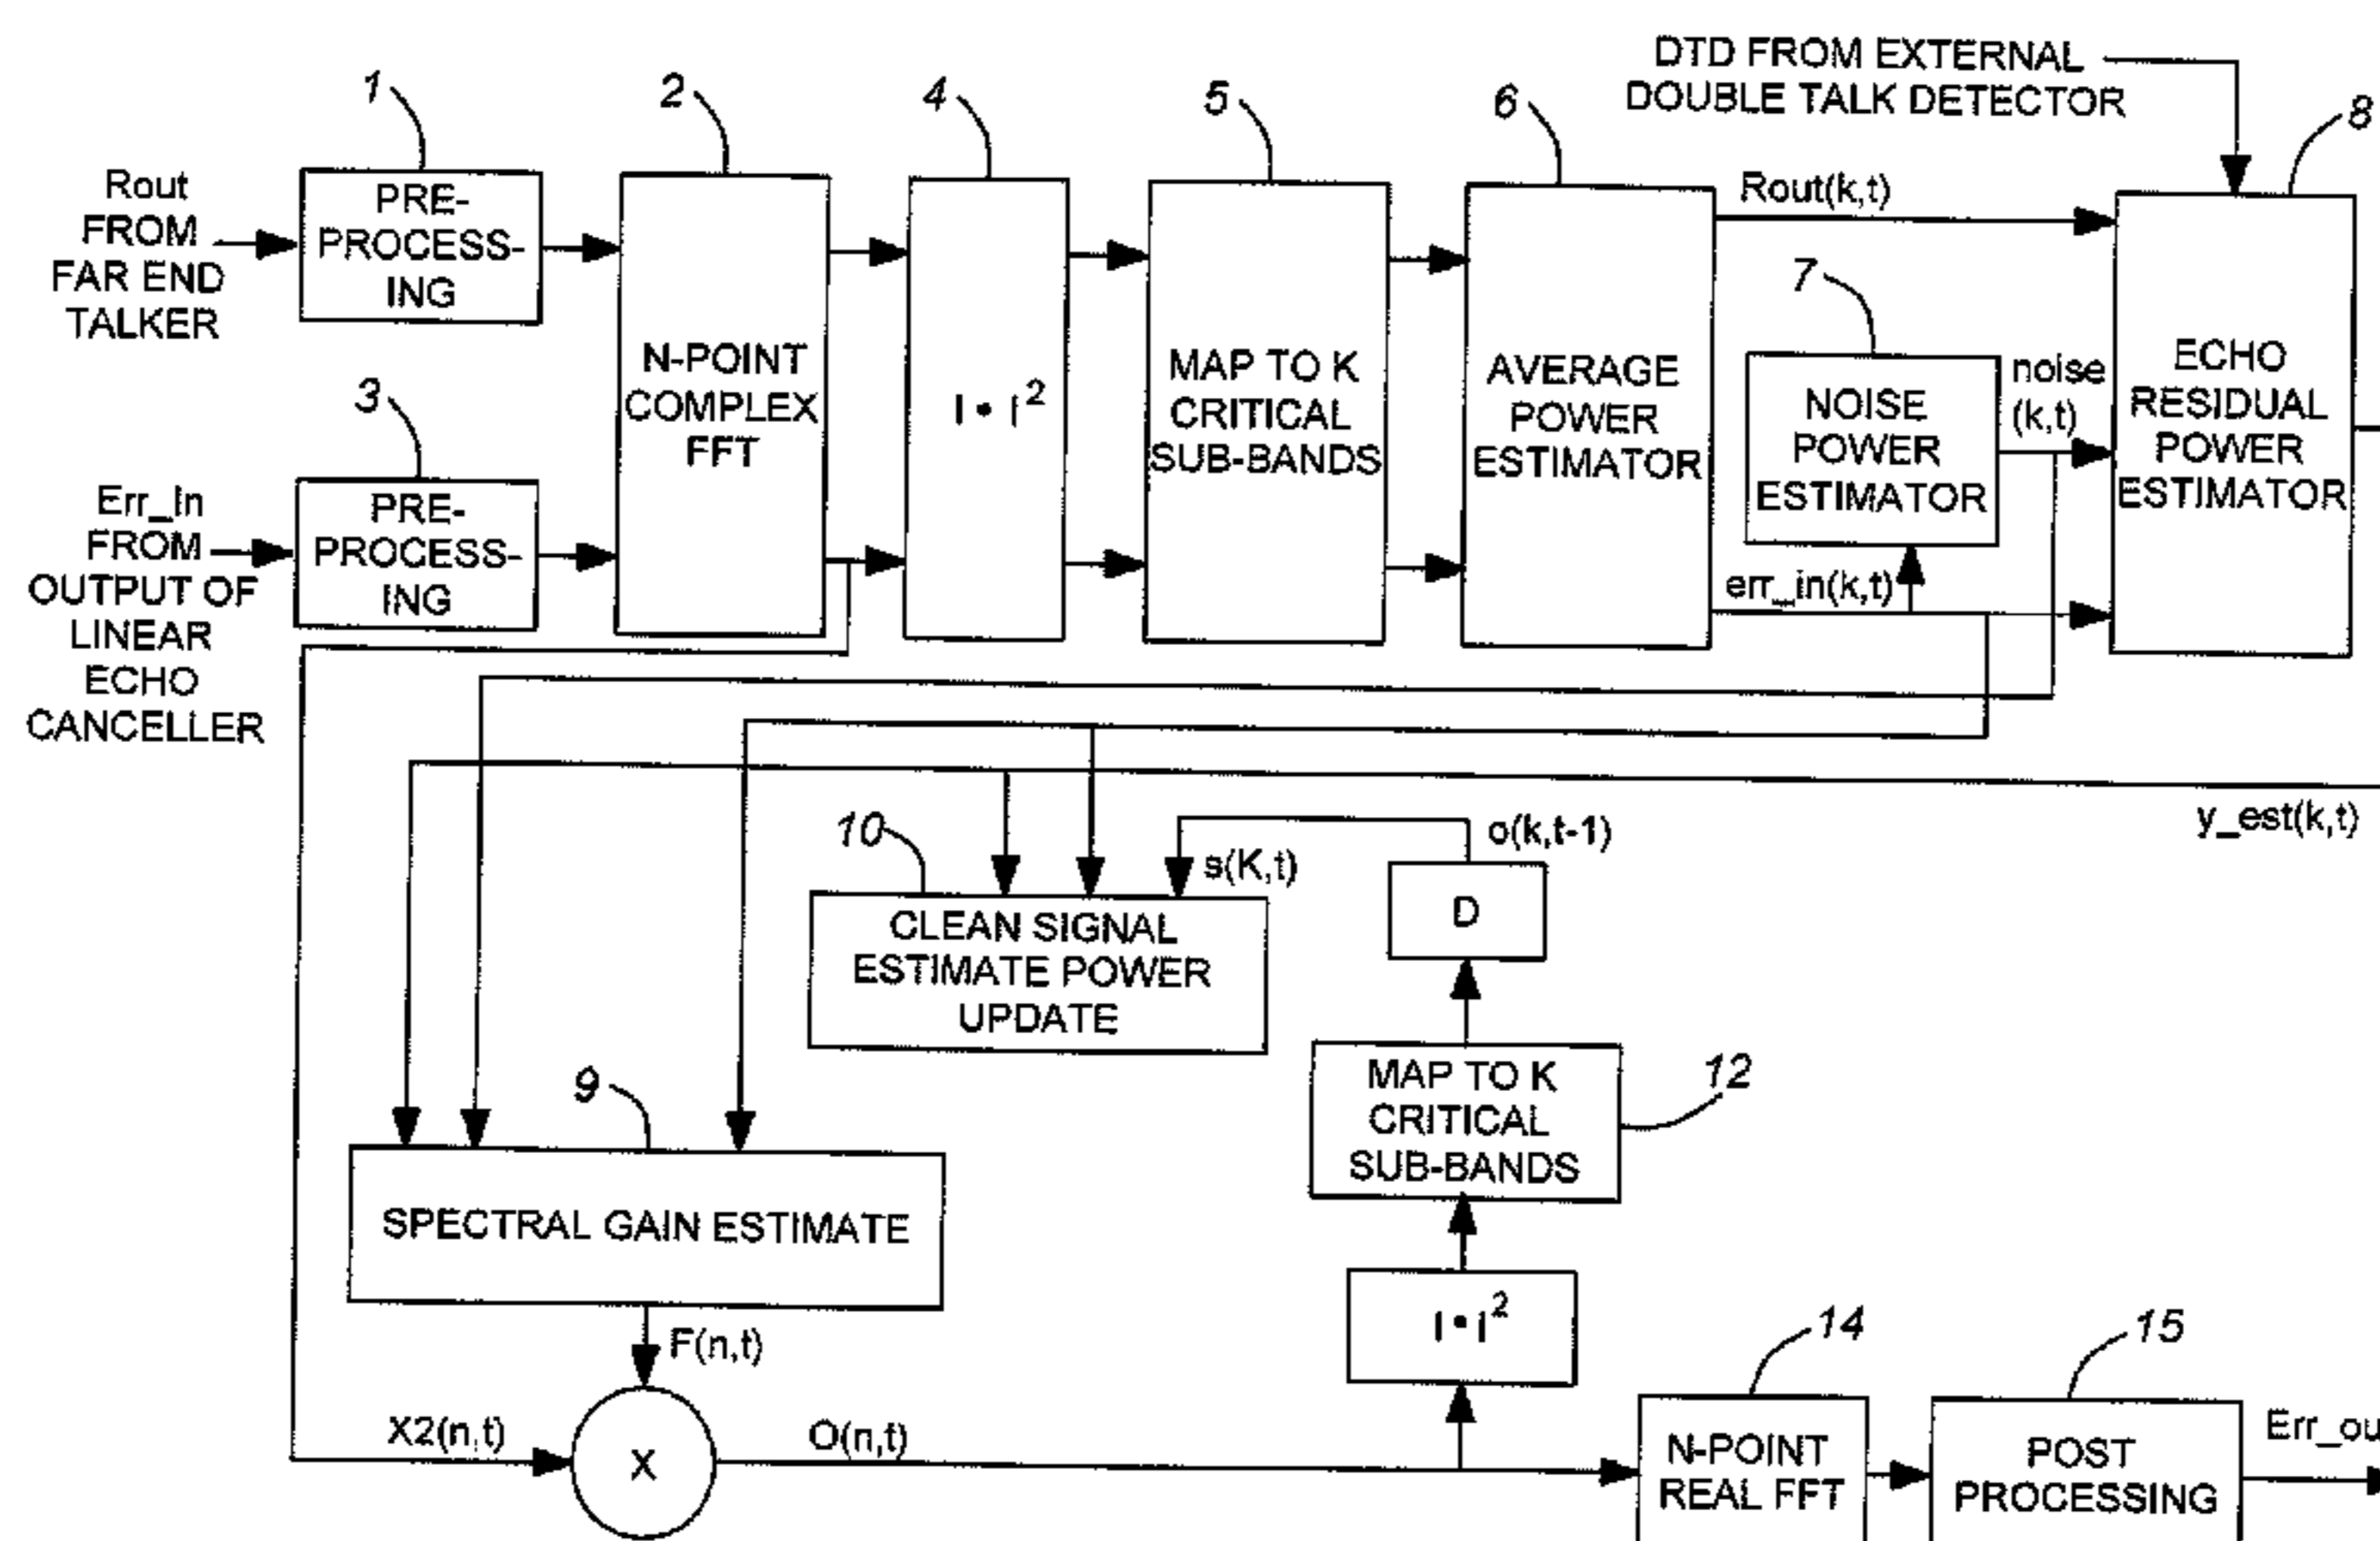 DTD FROM EXTERNAL
DOUBLE TALK DETECTOR
1
2
4
5
6
8
Rout
FROM
FAR END
TALKER
PRE-
PROCESS-
ING
N-POINT
COMPLEX
FFT
I • I 2
MAP TO K
CRITICAL
SUB-BANDS
AVERAGE
POWER
ESTIMATOR
Rout(k,t)
7
NOISE
POWER
ESTIMATOR
noise
(k,t)
ECHO
RESIDUAL
POWER
ESTIMATOR
3
Err_In
FROM
OUTPUT OF
LINEAR
ECHO
CANCELLER
PRE-
PROCESS-
ING
err_in(k,t)
y_est(k,t)
10
s(K,t)
o(k,t-1)
D
CLEAN SIGNAL
ESTIMATE POWER
UPDATE
9
SPECTRAL GAIN ESTIMATE
MAP TO K
CRITICAL
SUB-BANDS
12
I • I 2
F(n,t)
X2(n,t)
X
O(n,t)
14
N-POINT
REAL FFT
15
POST
PROCESSING
Err_ou